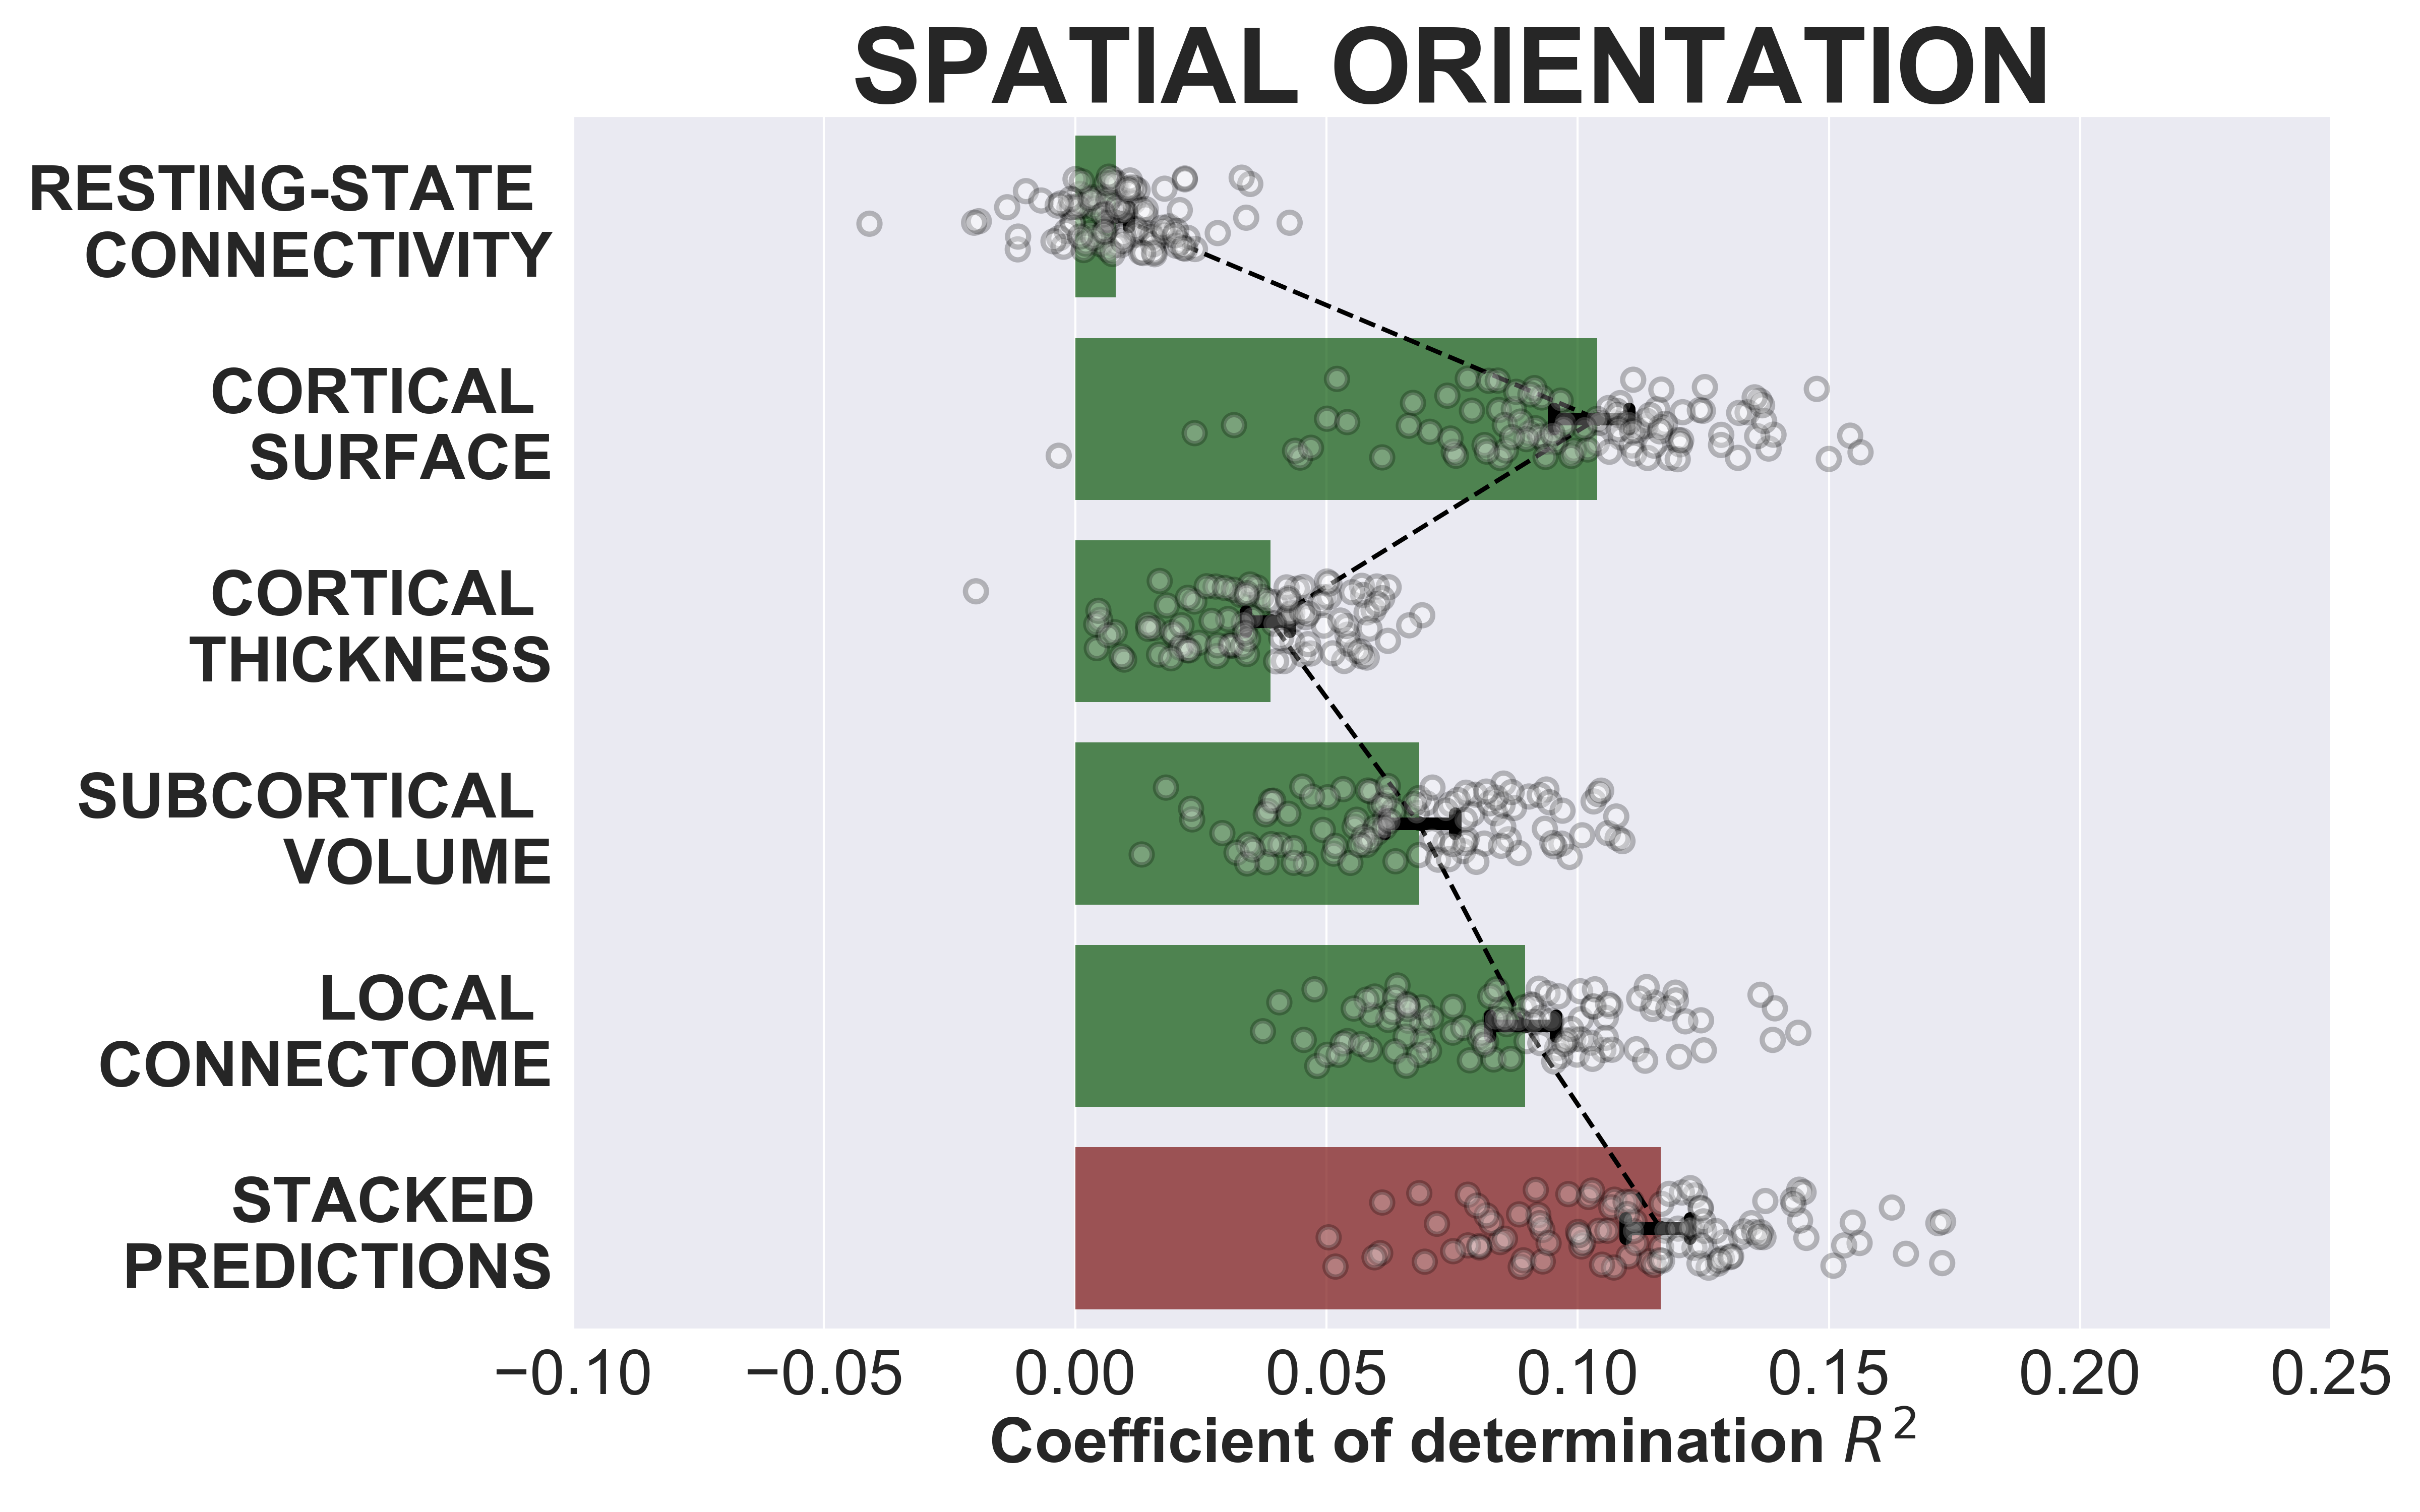 SPATIAL ORIENTATION
RESTING-STATE
CONNECTIVITY
CORTICAL
SURFACE
CORTICAL
THICKNESS
SUBCORTICAL
VOLUME
LOCAL
CONNECTOME
STACKED
PREDICTIONS
−0.10 −0.05 0.00 0.05 0.10 0.15 0.20 0.25
Coefficient of determination R²